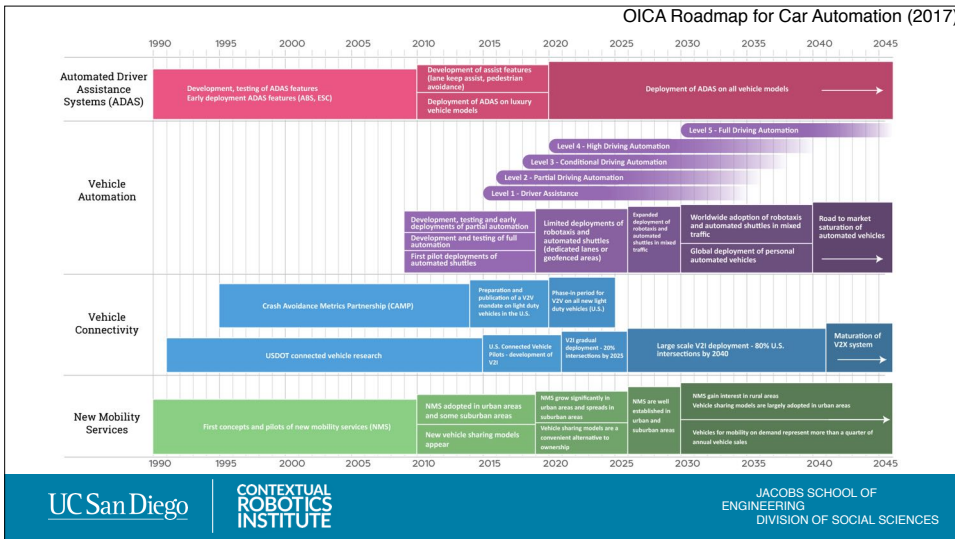 OICA Roadmap for Car Automation (2017)
1990 1995 2000 2005 2010 2015 2020 2025 2030 2035 2040 2045
Automated Driver
Assistance
Systems (ADAS)
Development, testing of ADAS features
Early deployment ADAS features (ABS, ESC)
Development of assist features
(lane keep assist, pedestrian
avoidance)
Deployment of ADAS on luxury
vehicle models
Deployment of ADAS on all vehicle models
Vehicle
Automation
Level 5 - Full Driving Automation
Level 4 - High Driving Automation
Level 3 - Conditional Driving Automation
Level 2 - Partial Driving Automation
Level 1 - Driver Assistance
Development, testing and early
deployments of partial automation
Development and testing of full
automation
First pilot deployments of
automated shuttles
Limited deployments of
robotaxis and
automated shuttles
(dedicated lanes or
geofenced areas)
Expanded
deployment of
robotaxis and
automated
shuttles in mixed
traffic
Worldwide adoption of robotaxis
and automated shuttles in mixed
traffic
Global deployment of personal
automated vehicles
Road to market
saturation of
automated vehicles
Vehicle
Connectivity
Crash Avoidance Metrics Partnership (CAMP)
Preparation and
publication of a V2V
mandate on light duty
vehicles in the U.S.
Phase-in period for
V2V on all new light
duty vehicles (U.S.)
USDOT connected vehicle research
U.S. Connected Vehicle
Pilots - development of
V2I
V2I gradual
deployment - 20%
intersections by 2025
Large scale V2I deployment - 80% U.S.
intersections by 2040
Maturation of
V2X system
New Mobility
Services
First concepts and pilots of new mobility services (NMS)
NMS adopted in urban areas
and some suburban areas
New vehicle sharing models
appear
NMS grow significantly in
urban areas and spreads in
suburban areas
Vehicle sharing models are a
convenient alternative to
ownership
NMS are well
established in
urban and
suburban areas
NMS gain interest in rural areas
Vehicle sharing models are largely adopted in urban areas
Vehicles for mobility on demand represent more than a quarter of
annual vehicle sales
1990 1995 2000 2005 2010 2015 2020 2025 2030 2035 2040 2045
UC San Diego
CONTEXTUAL
ROBOTICS
INSTITUTE
JACOBS SCHOOL OF
ENGINEERING
DIVISION OF SOCIAL SCIENCES